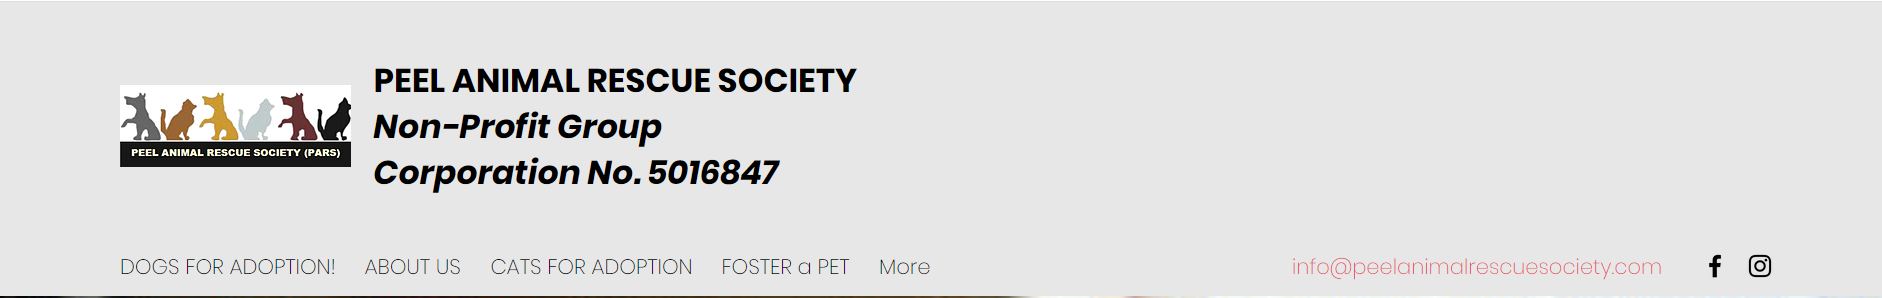 PEEL ANIMAL RESCUE SOCIETY
Non-Profit Group
Corporation No. 5016847
PEEL ANIMAL RESCUE SOCIETY (PARS)
DOGS FOR ADOPTION! ABOUT US CATS FOR ADOPTION FOSTER a PET More info@peelanimalrescuesociety.com